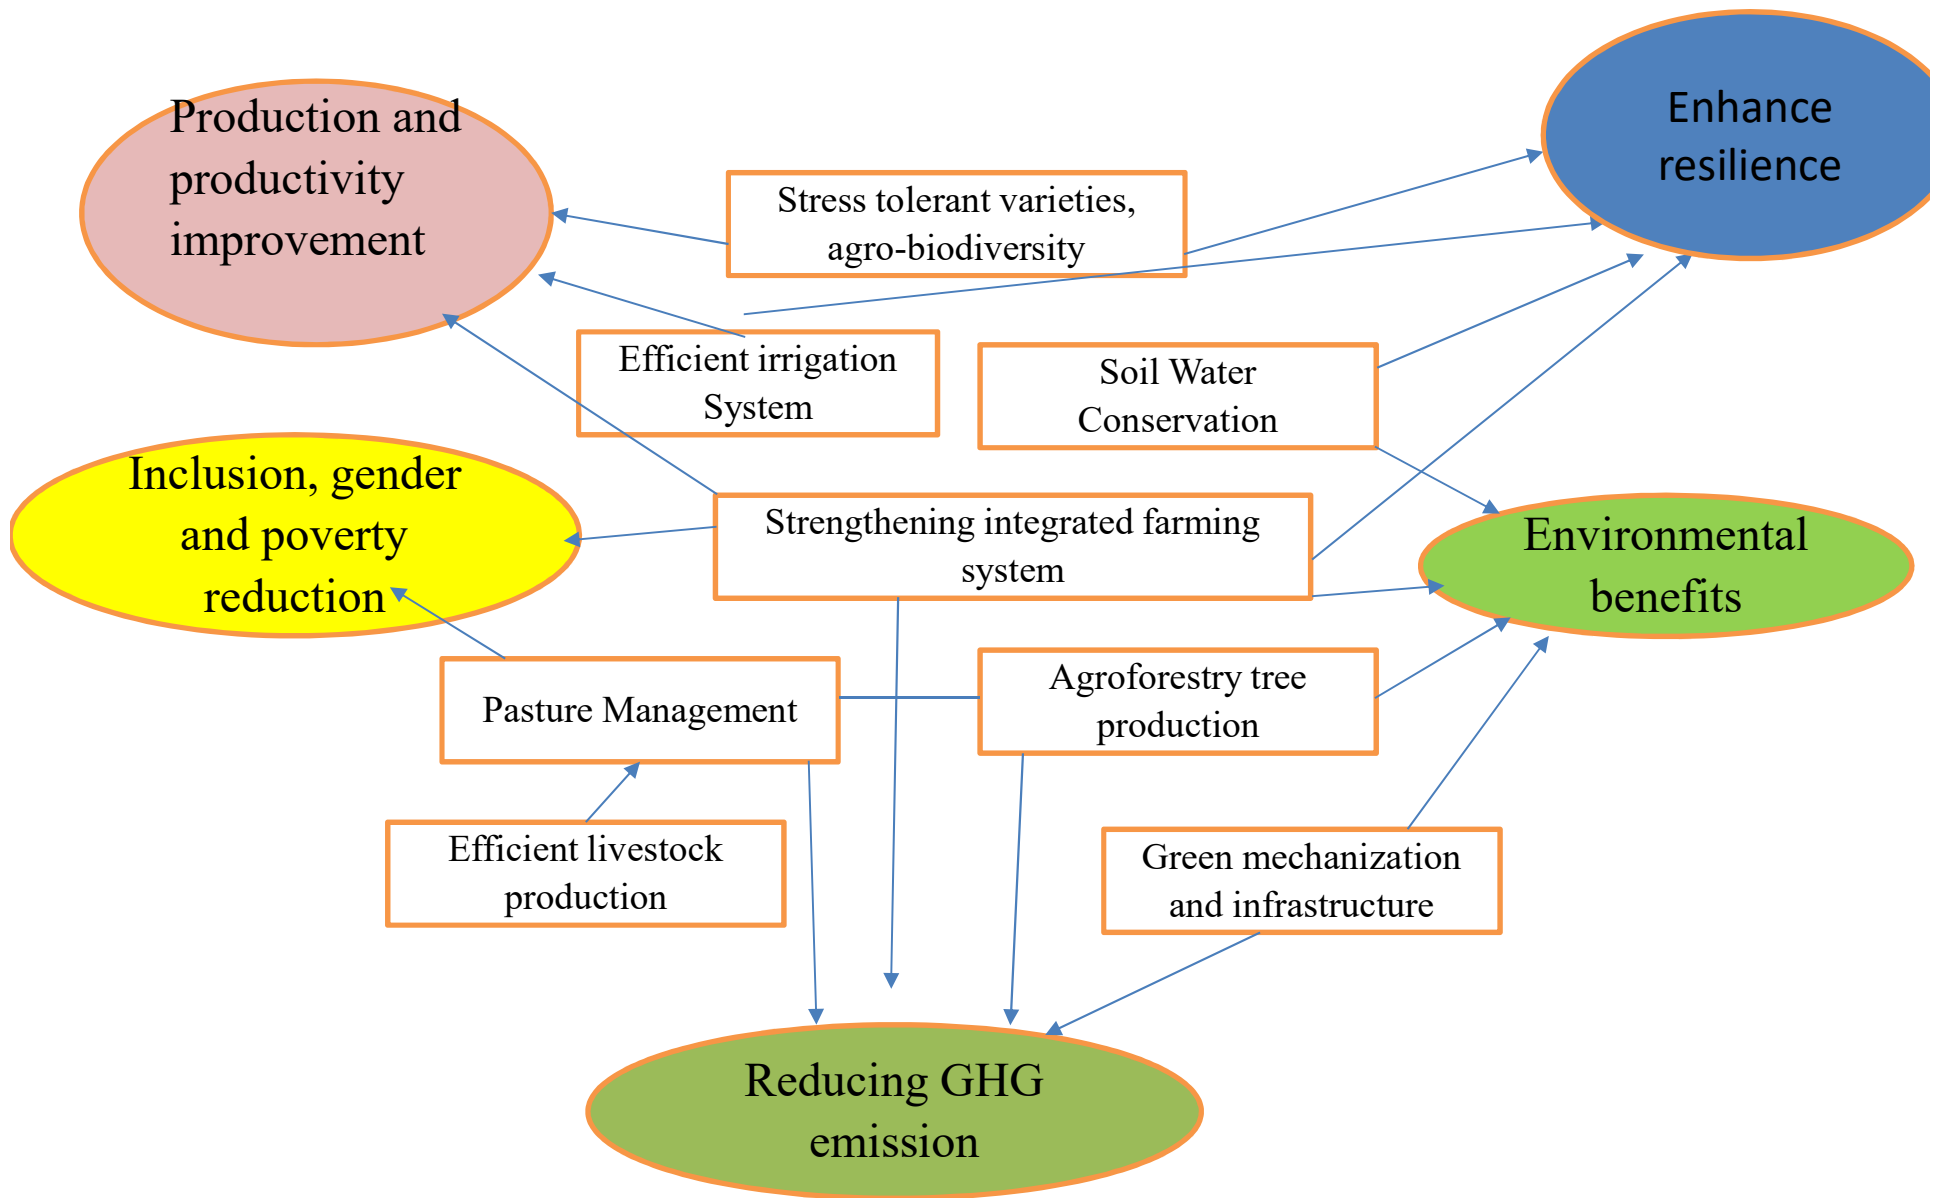 Production and
productivity
improvement
Enhance
resilience
Stress tolerant varieties,
agro-biodiversity
Efficient irrigation
System
Soil Water
Conservation
Inclusion, gender
and poverty
reduction
Strengthening integrated farming
system
Environmental
benefits
Pasture Management
Agroforestry tree
production
Efficient livestock
production
Green mechanization
and infrastructure
Reducing GHG
emission